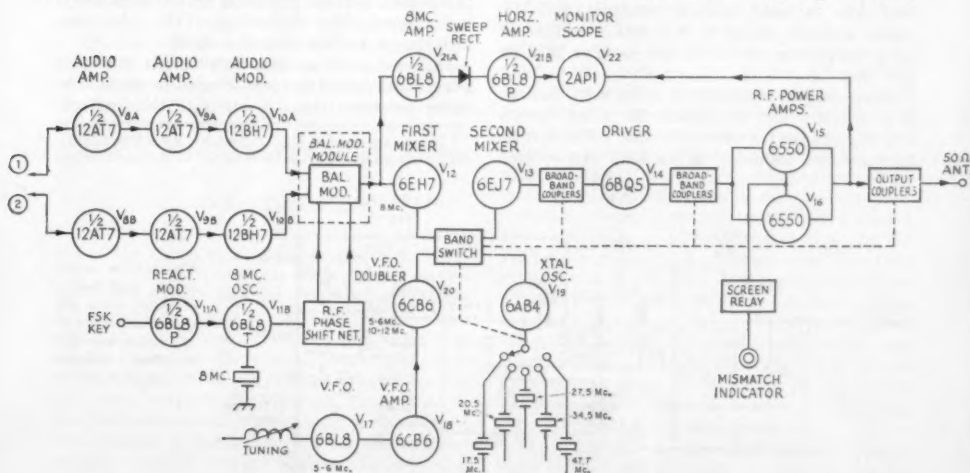 8MC. AMP.
SWEEP RECT.
HORZ. AMP.
MONITOR SCOPE
1/2 6BL8 T
V21A
1/2 6BL8 P
V21B
2AP1
V22
AUDIO AMP.
AUDIO AMP.
AUDIO MOD.
1/2 12AT7
V8A
1/2 12AT7
V9A
1/2 12BH7
V10A
BAL. MOD. MODULE
BAL. MOD.
FIRST MIXER
SECOND MIXER
DRIVER
R.F. POWER AMPS.
6EH7
V12
8 Mc.
6EJ7
V13
BROAD-BAND COUPLERS
6BQ5
V14
BROAD-BAND COUPLERS
V15
6550
6550
V16
OUTPUT COUPLERS
50 Ω ANT.
1
2
1/2 12AT7
V8B
1/2 12AT7
V9B
1/2 12BH7
V10B
BAND SWITCH
REACT. MOD.
8 MC. OSC.
FSK KEY
1/2 6BL8 P
V11A
1/2 6BL8 T
V11B
R.F. PHASE SHIFT NET.
V.F.O. DOUBLER
6CB6
V20
5-6 Mc.
10-12 Mc.
XTAL OSC.
6AB4
V19
SCREEN RELAY
MISMATCH INDICATOR
8 MC.
V.F.O.
V.F.O. AMP.
TUNING
6BL8
V17
5-6 Mc.
6CB6
V18
17.5 Mc.
20.5 Mc.
27.5 Mc.
34.5 Mc.
47.7 Mc.